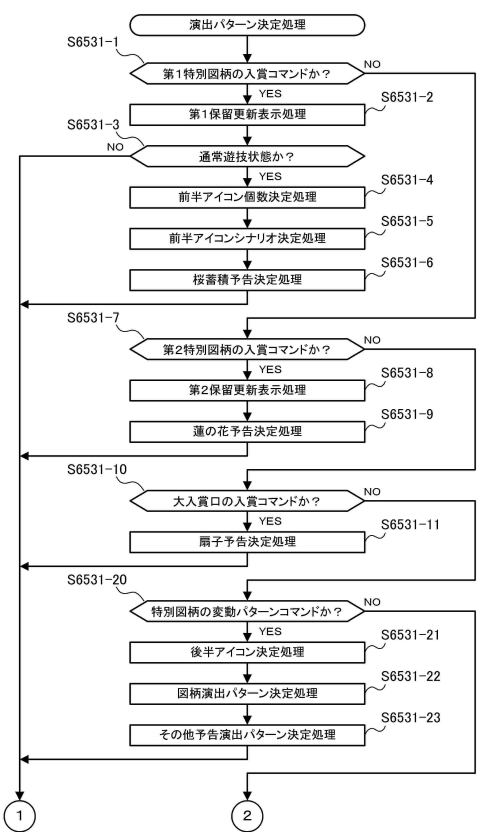 演出パターン決定処理
S6531-1
第1特別図柄の入賞コマンドか？
NO
YES
S6531-2
第1保留更新表示処理
S6531-3
NO
通常遊技状態か？
YES
S6531-4
前半アイコン個数決定処理
S6531-5
前半アイコンシナリオ決定処理
S6531-6
桜蓄積予告決定処理
S6531-7
第2特別図柄の入賞コマンドか？
NO
YES
S6531-8
第2保留更新表示処理
S6531-9
蓮の花予告決定処理
S6531-10
大入賞口の入賞コマンドか？
NO
YES
S6531-11
扇子予告決定処理
S6531-20
特別図柄の変動パターンコマンドか？
NO
YES
S6531-21
後半アイコン決定処理
S6531-22
図柄演出パターン決定処理
S6531-23
その他予告演出パターン決定処理
1
2